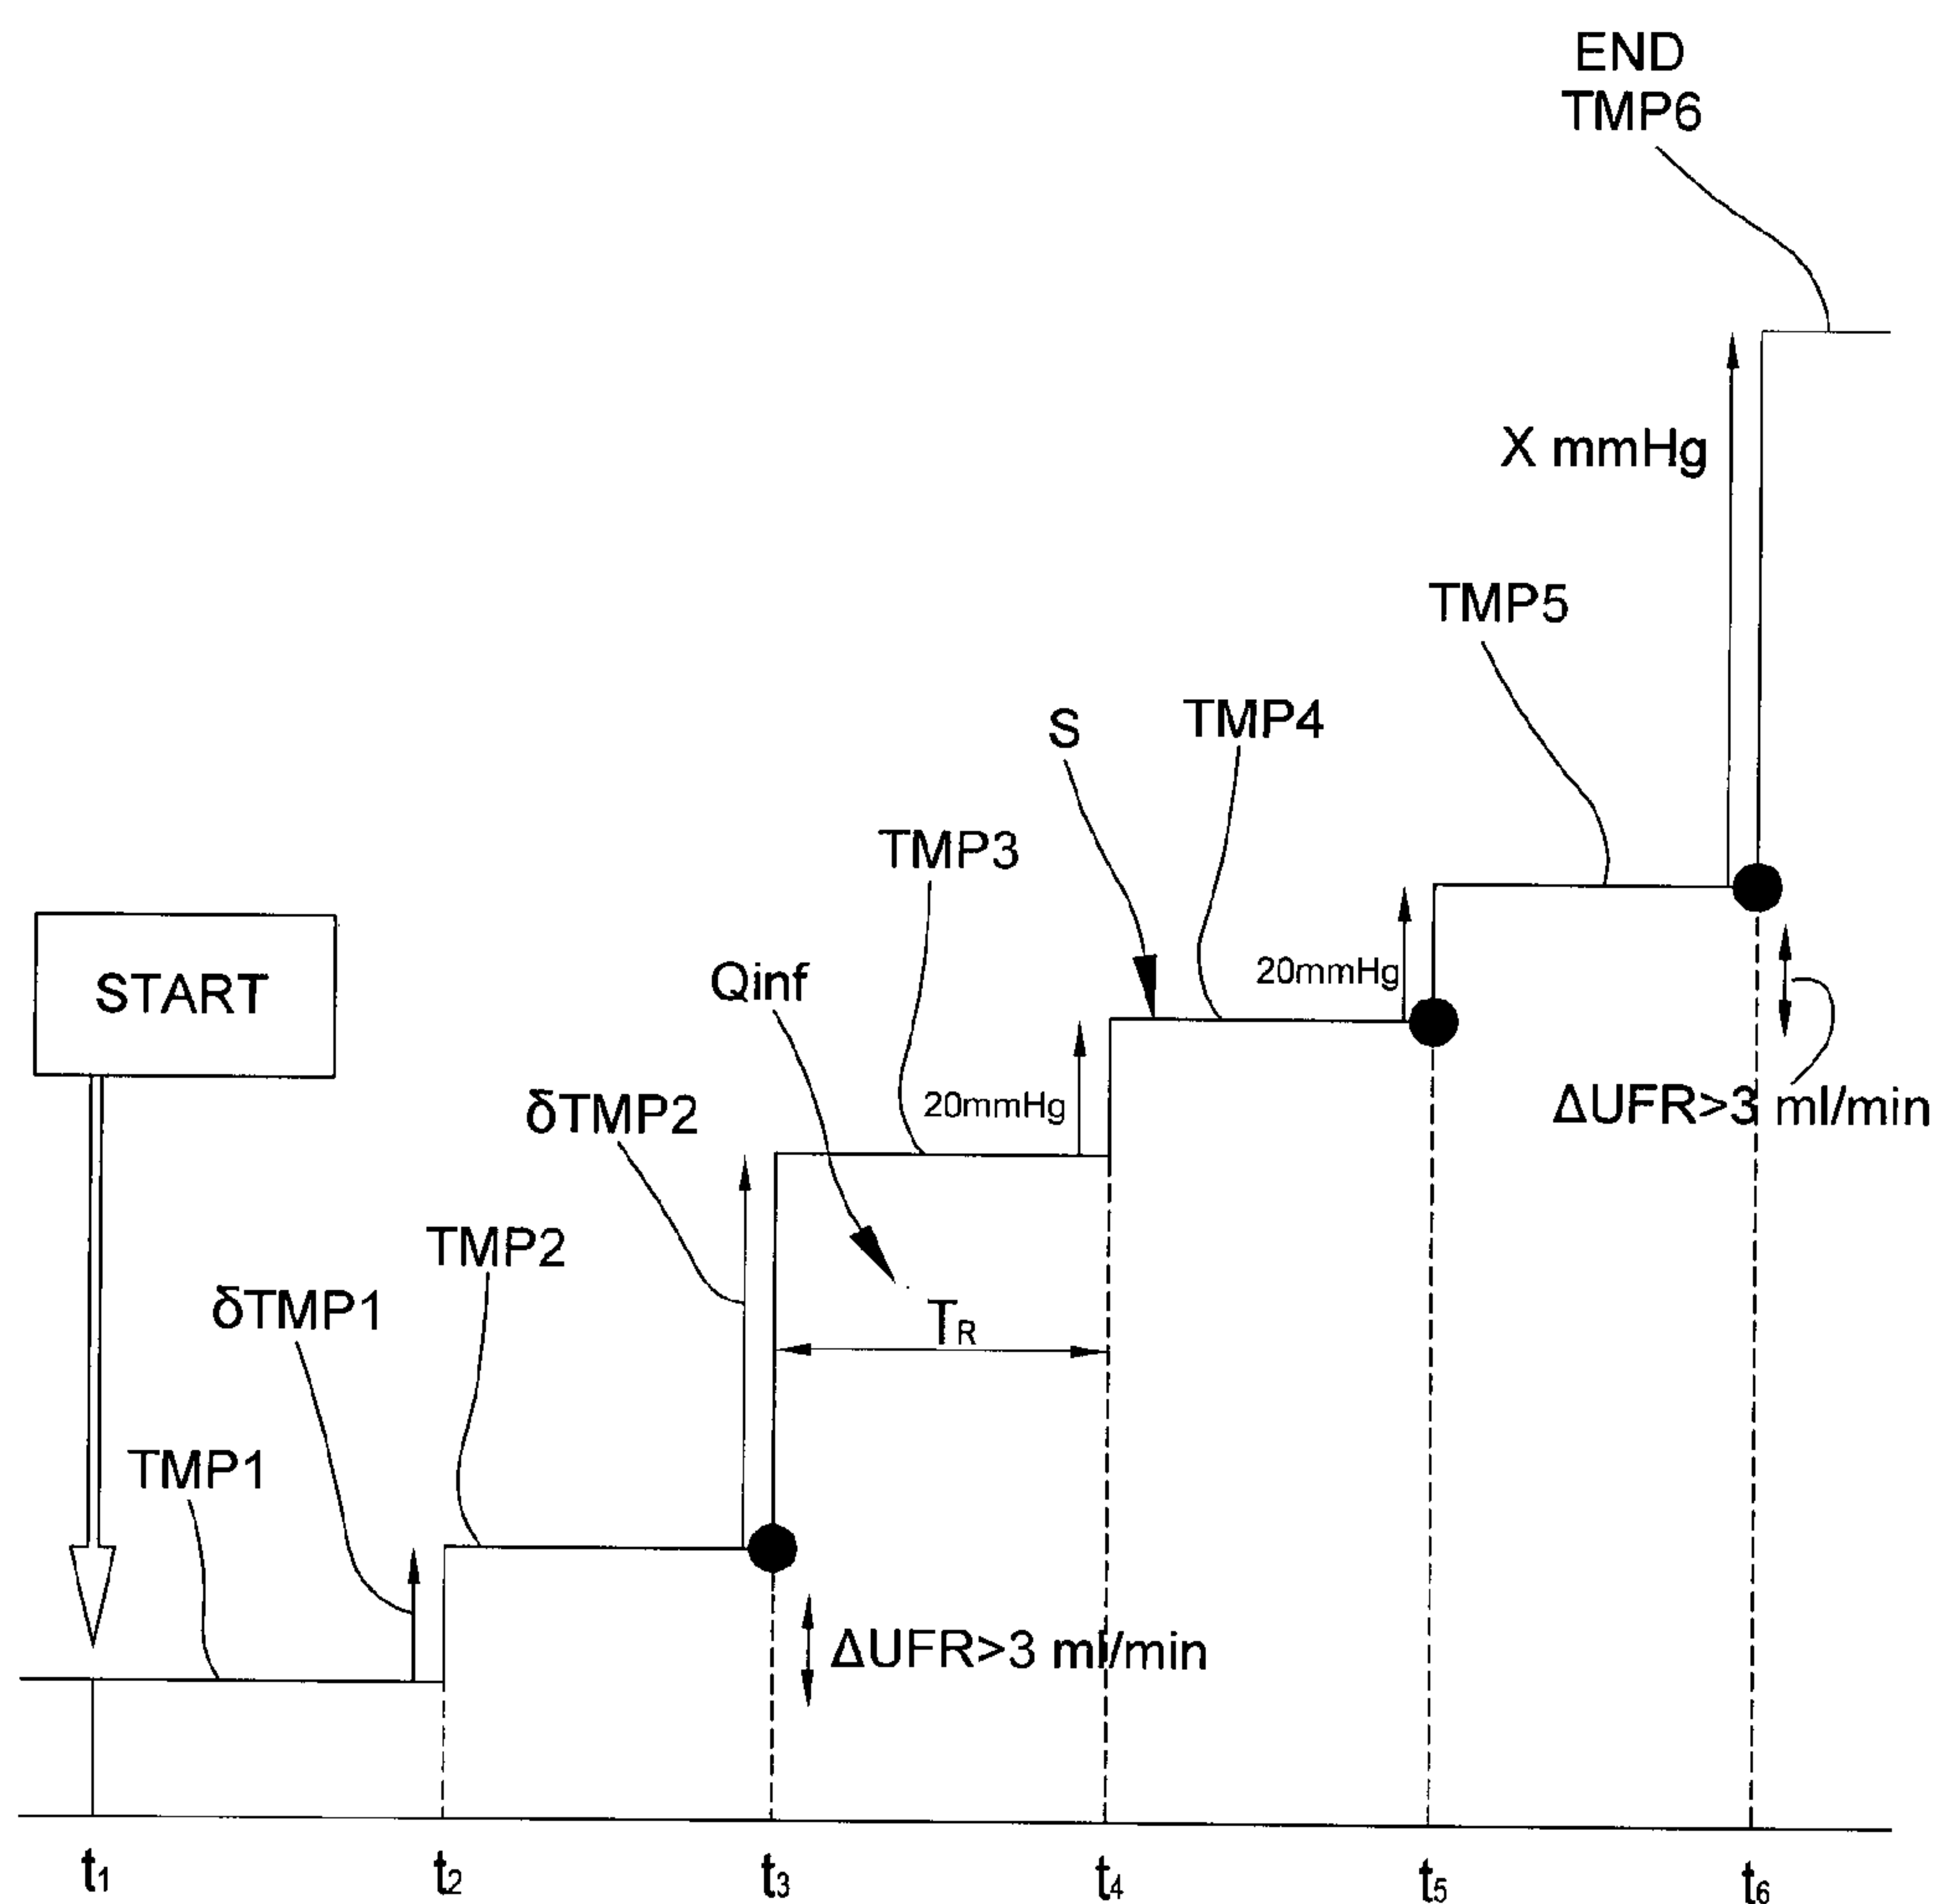 END
TMP6
X mmHg
TMP5
S
TMP4
TMP3
START
Qinf
20mmHg
20mmHg
δTMP2
ΔUFR>3 ml/min
TMP2
δTMP1
TR
TMP1
ΔUFR>3 ml/min
t1 t2 t3 t4 t5 t6